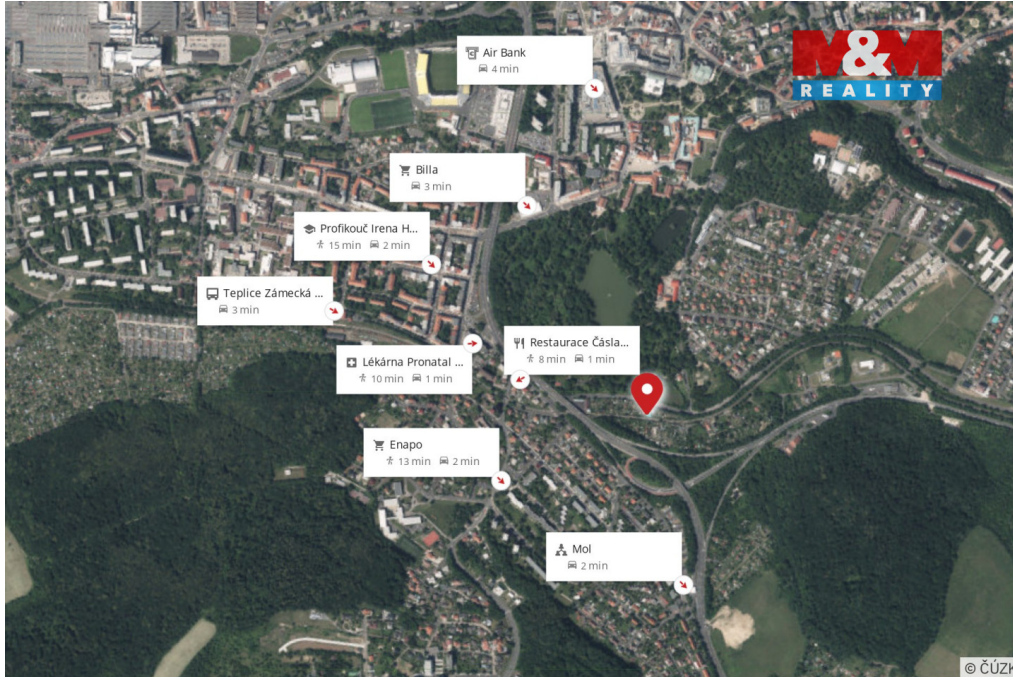 Air Bank
4 min
M&M
REALITY
Billa
3 min
Profikouč Irena H...
15 min 2 min
Teplice Zámecká ...
3 min
Restaurace Čásla...
8 min 1 min
Lékárna Pronatal ...
10 min 1 min
Enapo
13 min 2 min
Mol
2 min
© ČÚZK